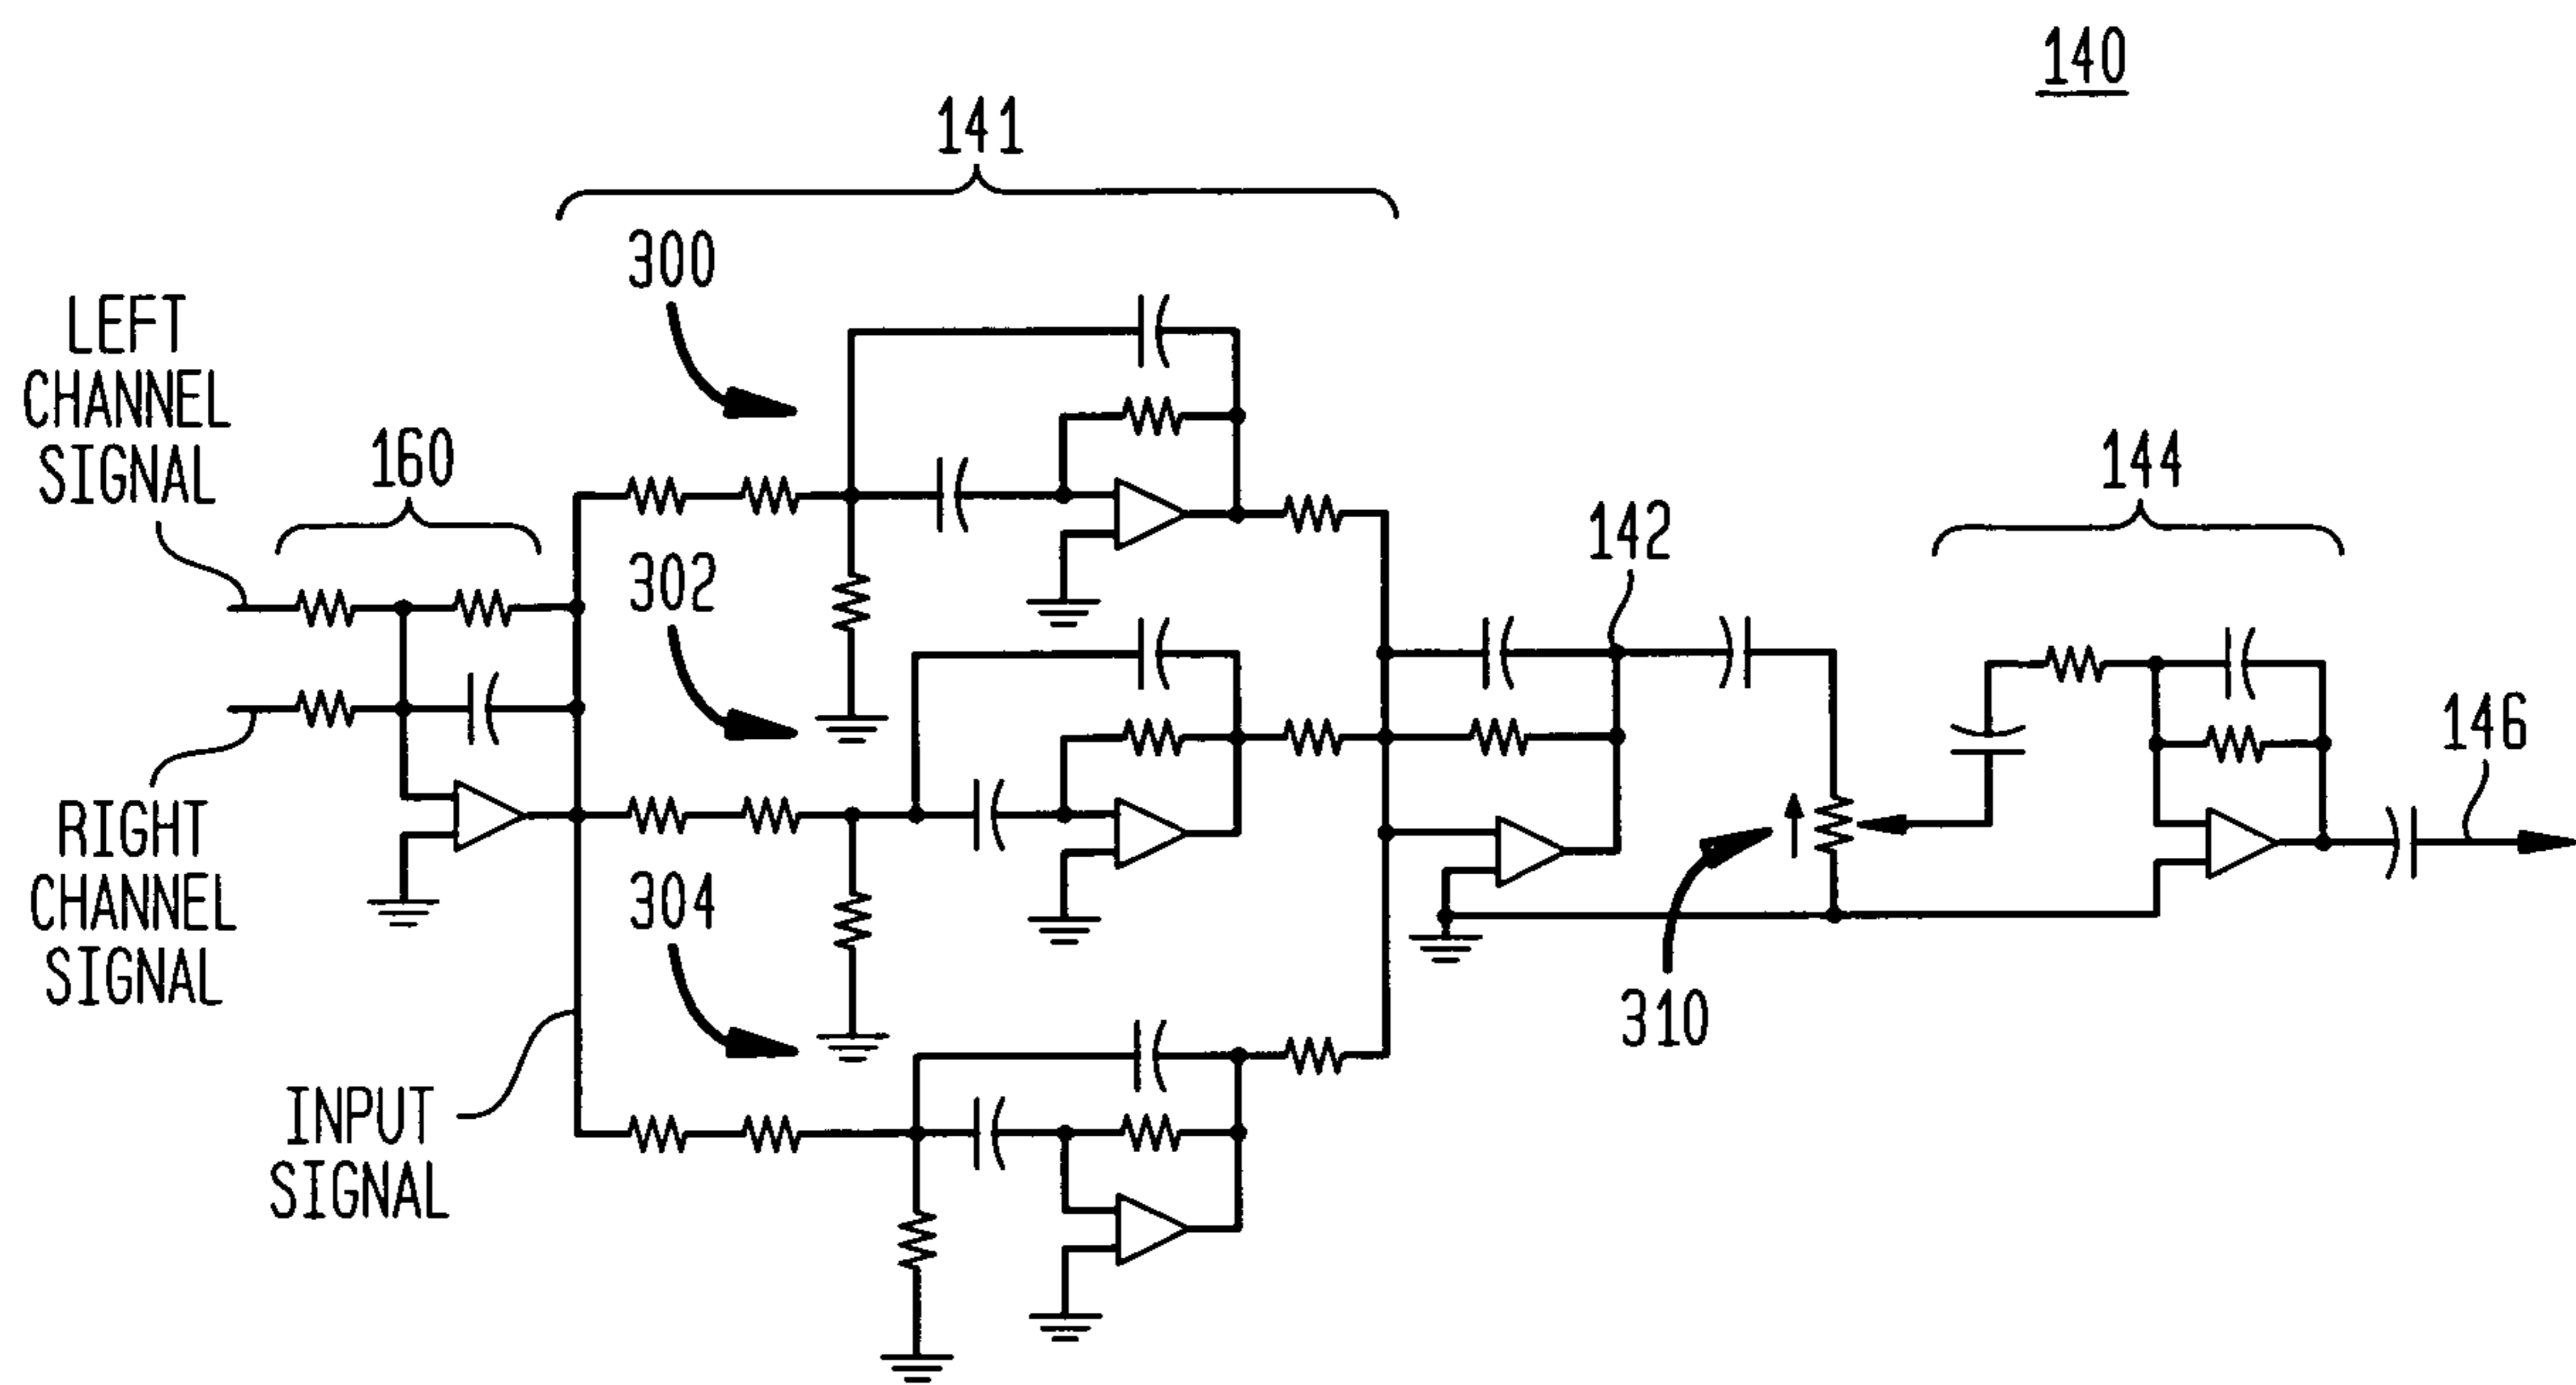 140
141
300
LEFT
CHANNEL
SIGNAL
160
302
142
144
146
RIGHT
CHANNEL
SIGNAL
304
310
INPUT
SIGNAL